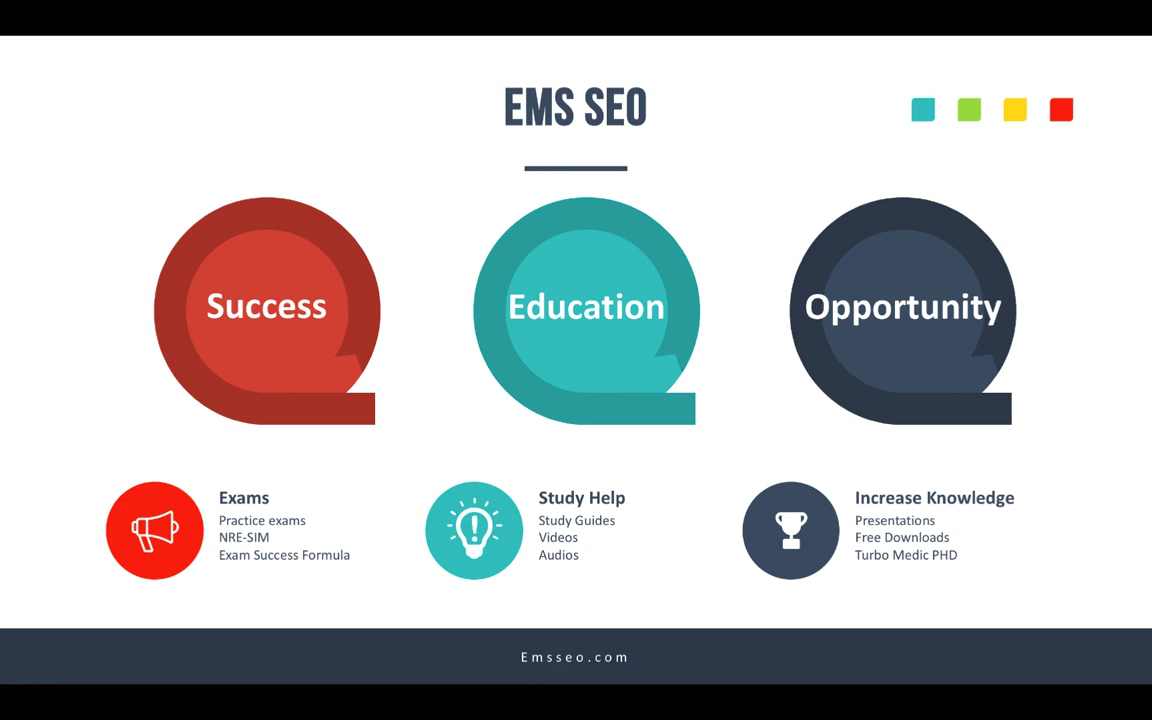 EMS SEO
Success
Education
Opportunity
Exams
Practice exams
NRE-SIM
Exam Success Formula
Study Help
Study Guides
Videos
Audios
Increase Knowledge
Presentations
Free Downloads
Turbo Medic PHD
Emsseo.com